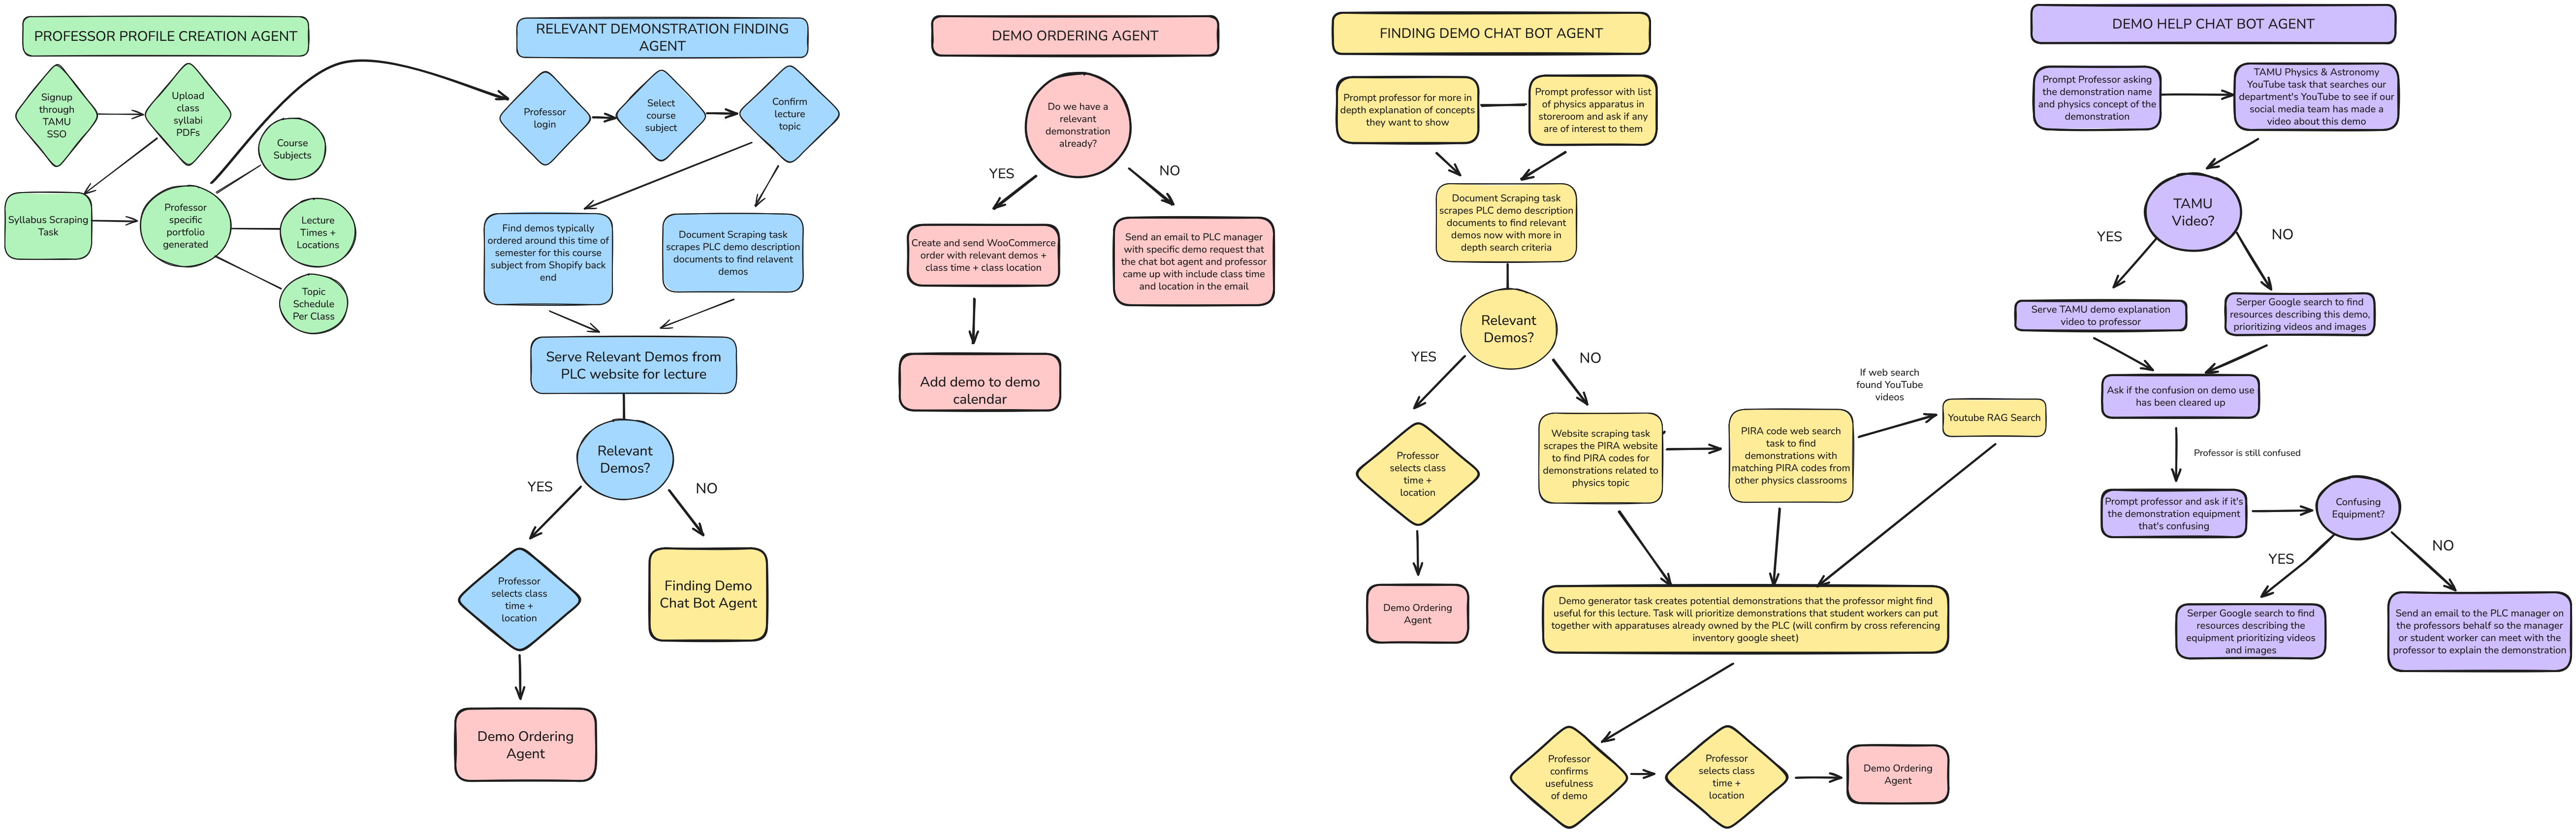 PROFESSOR PROFILE CREATION AGENT
Signup
through
TAMU
SSO
Upload
class
syllabi
PDFs
Course
Subjects
Syllabus Scraping
Task
Professor
specific
portfolio
generated
Lecture
Times +
Locations
Topic
Schedule
Per Class
RELEVANT DEMONSTRATION FINDING
AGENT
Professor
login
Select
course
subject
Confirm
lecture
topic
Find demos typically
ordered around this time of
semester for this course
subject from Shopify back
end
Document Scraping task
scrapes PLC demo description
documents to find relavent
demos
Serve Relevant Demos from
PLC website for lecture
Relevant
Demos?
YES
NO
Professor
selects class
time +
location
Finding Demo
Chat Bot Agent
Demo Ordering
Agent
DEMO ORDERING AGENT
Do we have a
relevant
demonstration
already?
YES
NO
Create and send WooCommerce
order with relevant demos +
class time + class location
Send an email to PLC manager
with specific demo request that
the chat bot agent and professor
came up with include class time
and location in the email
Add demo to demo
calendar
FINDING DEMO CHAT BOT AGENT
Prompt professor for more in
depth explanation of concepts
they want to show
Prompt professor with list
of physics apparatus in
storeroom and ask if any
are of interest to them
Document Scraping task
scrapes PLC demo description
documents to find relevant
demos now with more in
depth search criteria
Relevant
Demos?
YES
NO
Professor
selects class
time +
location
Demo Ordering
Agent
Website scraping task
scrapes the PIRA website
to find PIRA codes for
demonstrations related to
physics topic
PIRA code web search
task to find
demonstrations with
matching PIRA codes from
other physics classrooms
If web search
found YouTube
videos
Youtube RAG Search
Demo generator task creates potential demonstrations that the professor might find
useful for this lecture. Task will prioritize demonstrations that student workers can put
together with apparatuses already owned by the PLC (will confirm by cross referencing
inventory google sheet)
Professor
confirms
usefulness
of demo
Professor
selects class
time +
location
Demo Ordering
Agent
DEMO HELP CHAT BOT AGENT
Prompt Professor asking
the demonstration name
and physics concept of the
demonstration
TAMU Physics & Astronomy
YouTube task that searches our
department's YouTube to see if our
social media team has made a
video about this demo
TAMU
Video?
YES
NO
Serve TAMU demo explanation
video to professor
Serper Google search to find
resources describing this demo,
prioritizing videos and images
Ask if the confusion on demo use
has been cleared up
Professor is still confused
Prompt professor and ask if it's
the demonstration equipment
that's confusing
Confusing
Equipment?
YES
NO
Serper Google search to find
resources describing the
equipment prioritizing videos
and images
Send an email to the PLC manager on
the professors behalf so the manager
or student worker can meet with the
professor to explain the demonstration